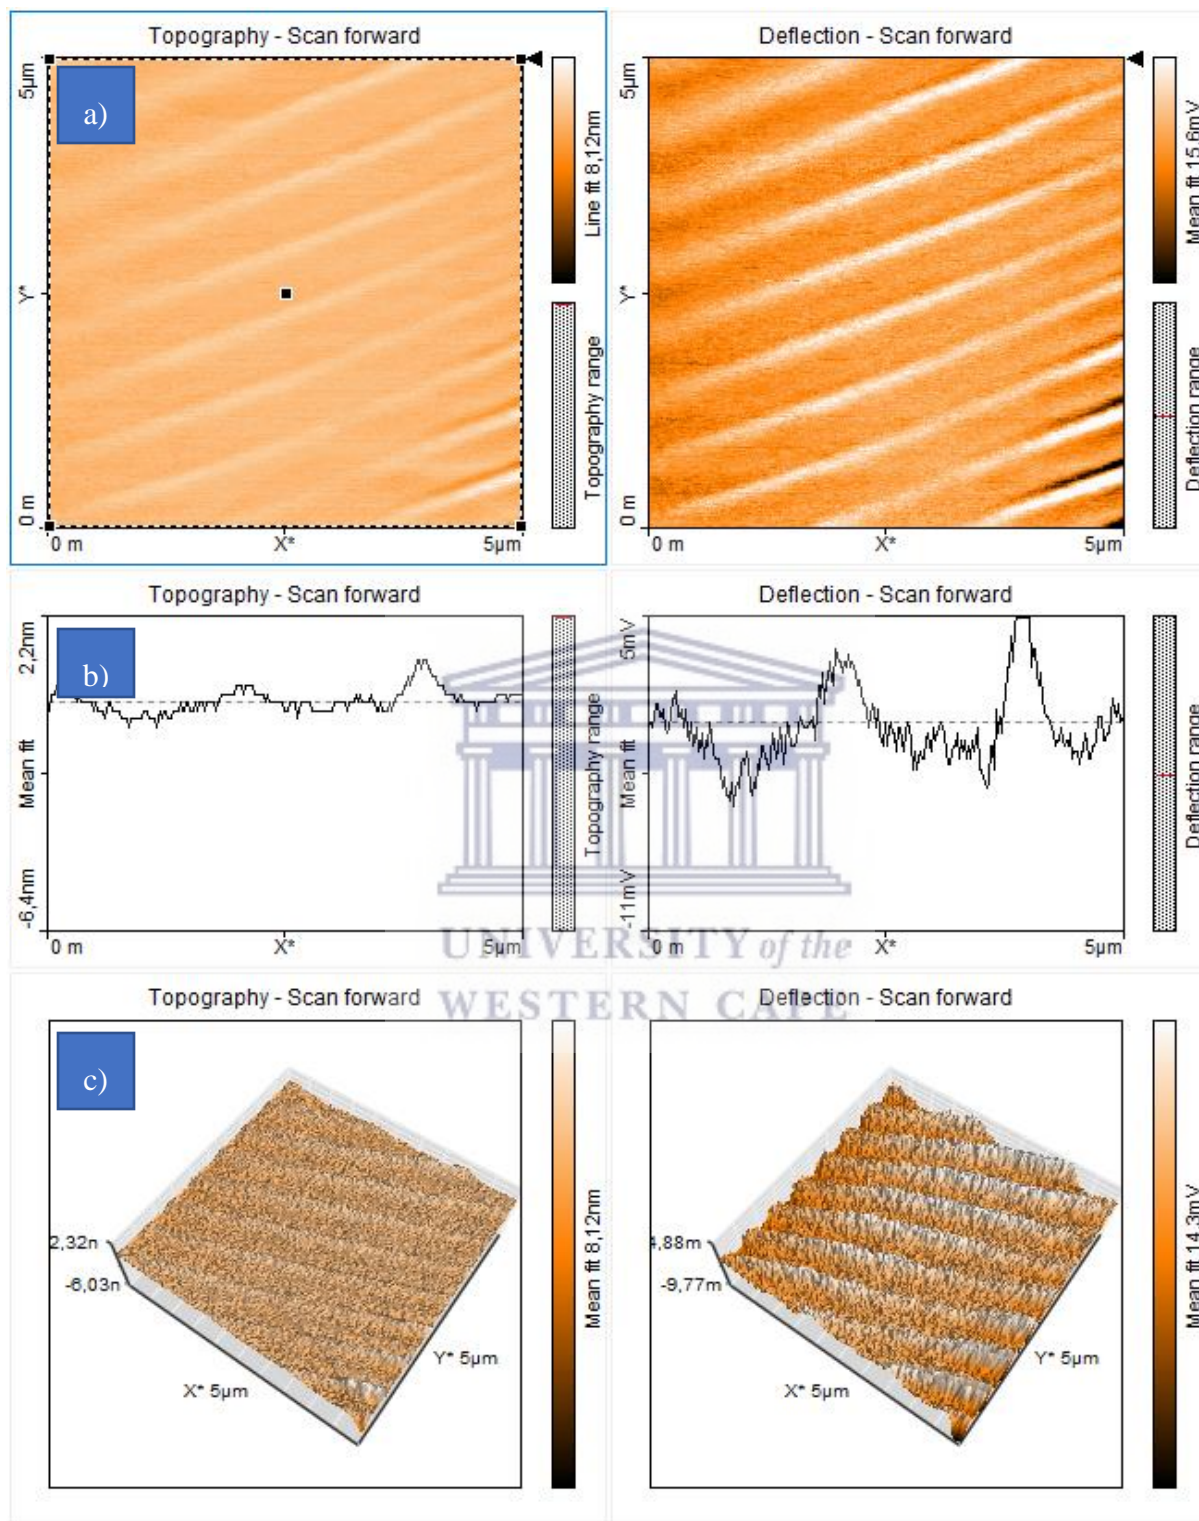 Topography - Scan forward
a)
5µm
Y*
0 m
0 m
X*
5µm
Line fit 8,12nm
Topography range
Deflection - Scan forward
5µm
Y*
0 m
0 m
X*
5µm
Mean fit 15,6mV
Deflection range
Topography - Scan forward
b)
2,2nm
Mean fit
-6,4nm
0 m
X*
5µm
Topography range
Deflection - Scan forward
5mV
Mean fit
-11mV
0 m
X*
5µm
Deflection range
UNIVERSITY of the
WESTERN CAPE
Topography - Scan forward
c)
2,32n
-6,03n
X* 5µm
Y* 5µm
Mean fit 8,12nm
Deflection - Scan forward
4,88m
-9,77m
X* 5µm
Y* 5µm
Mean fit 14,3mV